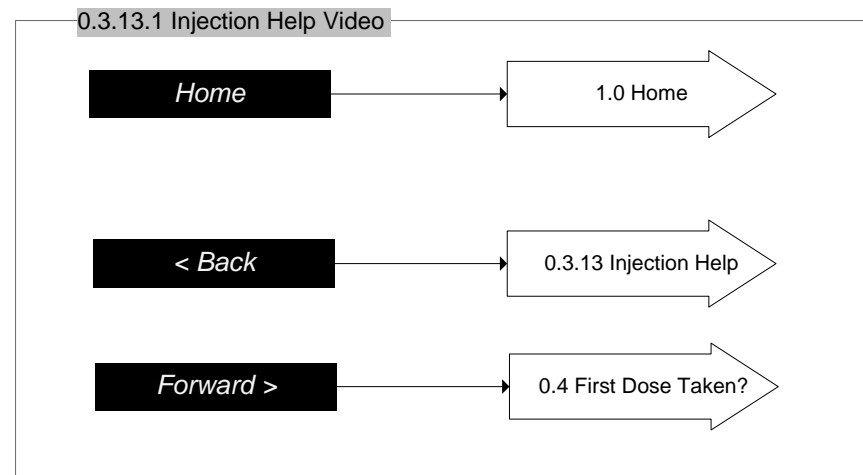 0.3.13.1 Injection Help Video
Home
1.0 Home
< Back
0.3.13 Injection Help
Forward >
0.4 First Dose Taken?